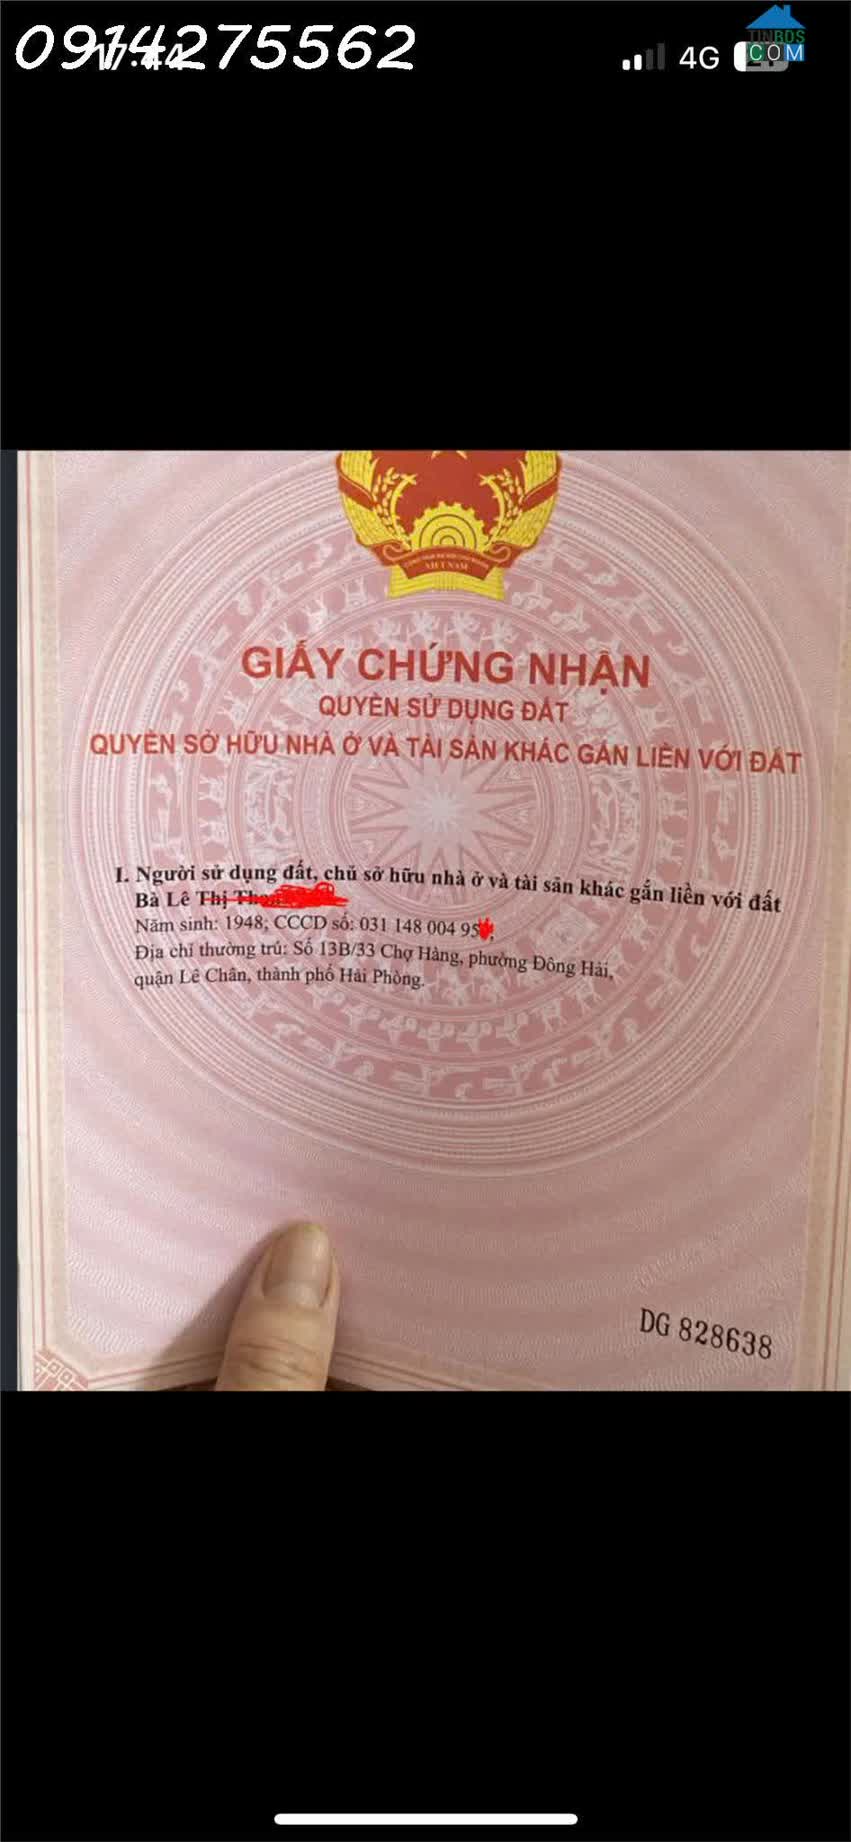 0914275562
4G
TINBDS
COM
VIỆT NAM
GIẤY CHỨNG NHẬN
QUYỀN SỬ DỤNG ĐẤT
QUYỀN SỞ HỮU NHÀ Ở VÀ TÀI SẢN KHÁC GẮN LIỀN VỚI ĐẤT
I. Người sử dụng đất, chủ sở hữu nhà ở và tài sản khác gắn liền với đất
Bà Lê Thị
Năm sinh: 1948; CCCD số: 031 148 004 95
Địa chỉ thường trú: Số 13B/33 Chợ Hàng, phường Đông Hải,
quận Lê Chân, thành phố Hải Phòng.
DG 828638